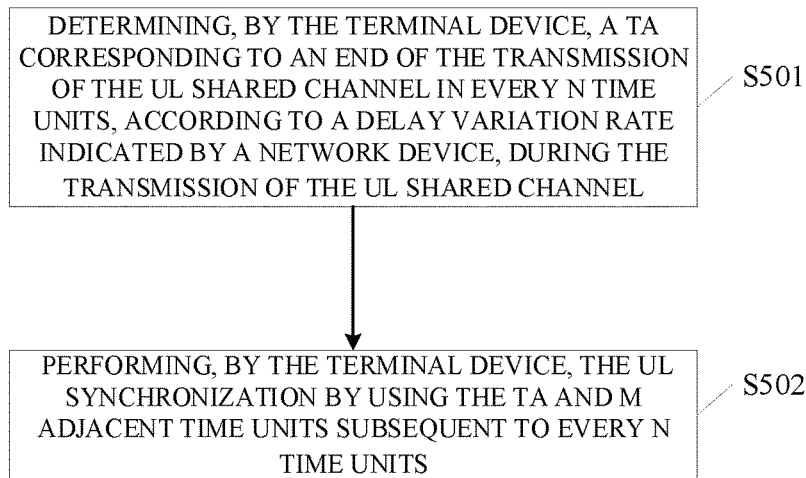 DETERMINING, BY THE TERMINAL DEVICE, A TA
CORRESPONDING TO AN END OF THE TRANSMISSION
OF THE UL SHARED CHANNEL IN EVERY N TIME
UNITS, ACCORDING TO A DELAY VARIATION RATE
INDICATED BY A NETWORK DEVICE, DURING THE
TRANSMISSION OF THE UL SHARED CHANNEL
S501
PERFORMING, BY THE TERMINAL DEVICE, THE UL
SYNCHRONIZATION BY USING THE TA AND M
ADJACENT TIME UNITS SUBSEQUENT TO EVERY N
TIME UNITS
S502